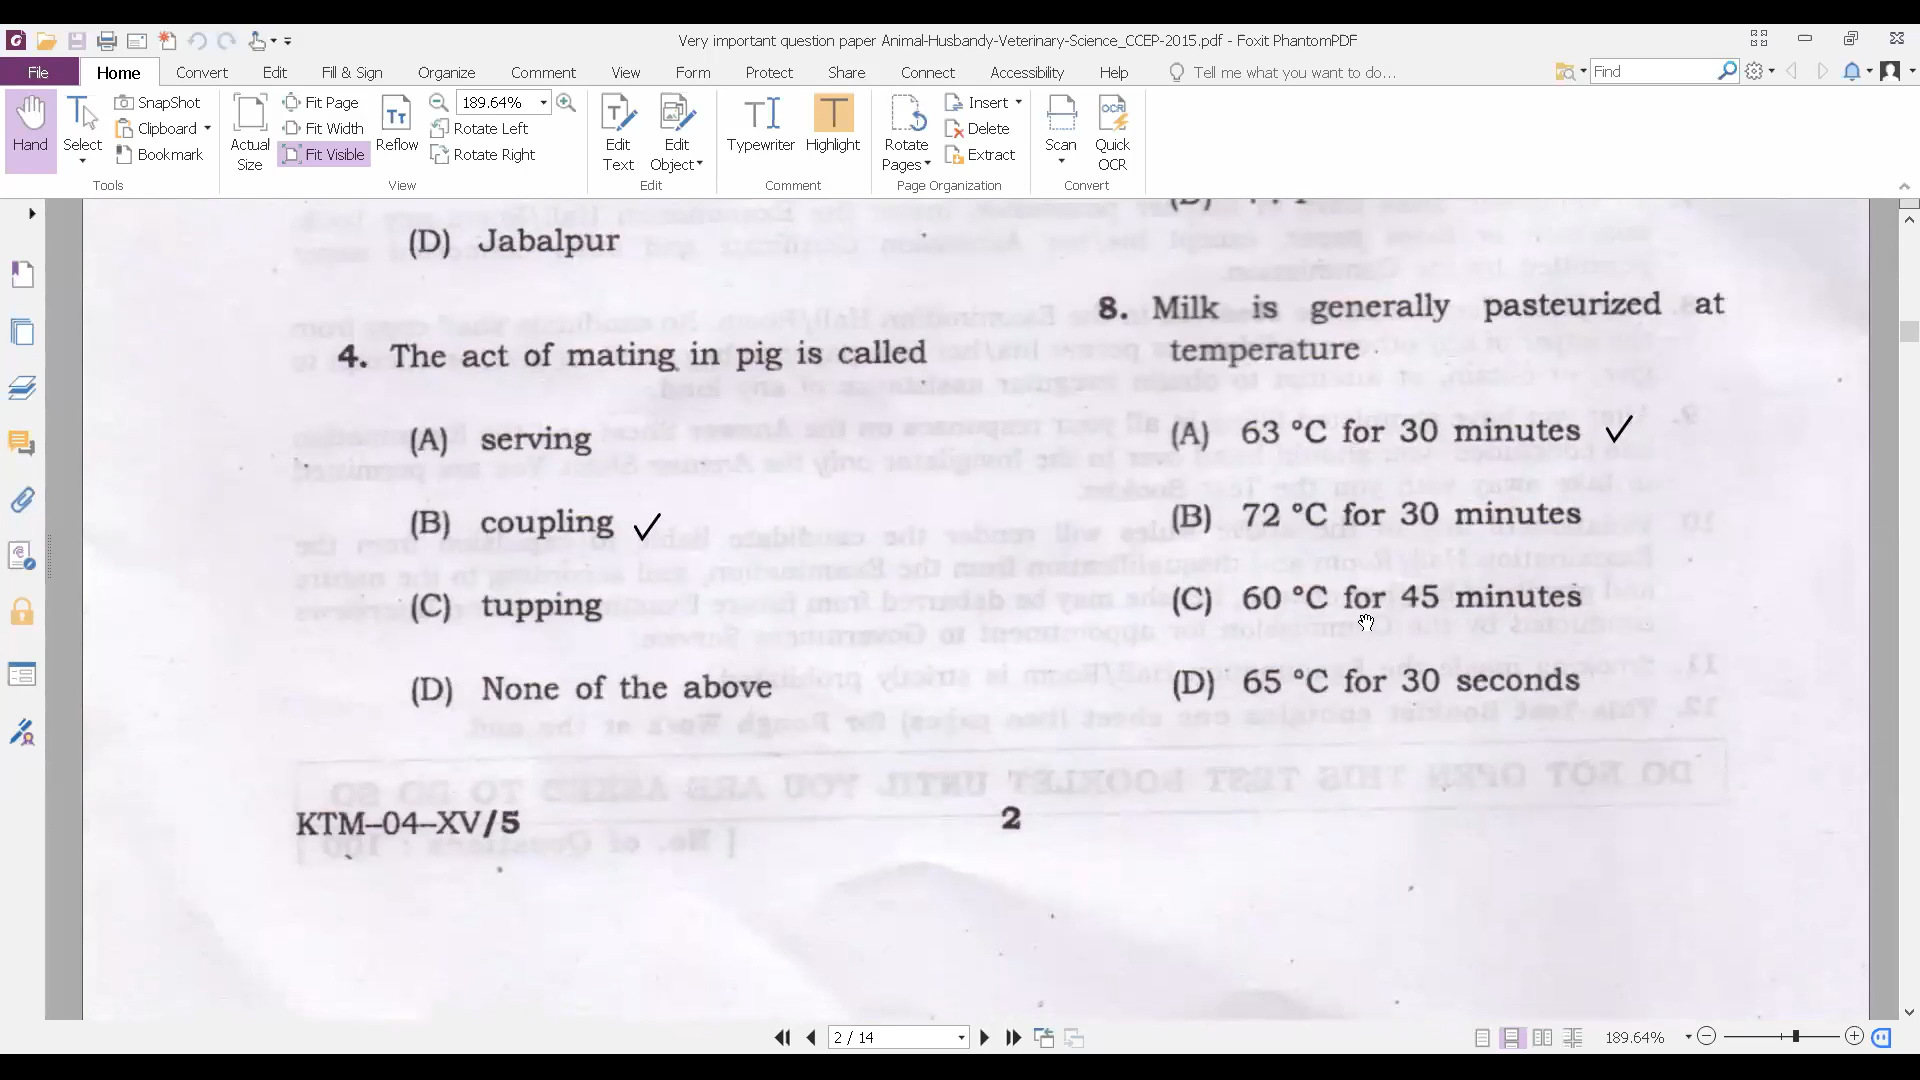 Very important question paper Animal-Husbandy-Veterinary-Science_CCEP-2015.pdf - Foxit PhantomPDF
File Home Convert Edit Fill & Sign Organize Comment View Form Protect Share Connect Accessibility Help Tell me what you want to do... Find
Hand
Select
SnapShot
Clipboard
Bookmark
Tools
Actual Size
Fit Page
Fit Width
Fit Visible
Reflow
189.64%
Rotate Left
Rotate Right
View
Edit Text
Edit Object
Edit
Typewriter
Highlight
Comment
Rotate Pages
Insert
Delete
Extract
Page Organization
Scan
Quick OCR
Convert
(D) Jabalpur
4. The act of mating in pig is called
(A) serving
(B) coupling ✓
(C) tupping
(D) None of the above
8. Milk is generally pasteurized at
temperature
(A) 63 °C for 30 minutes ✓
(B) 72 °C for 30 minutes
(C) 60 °C for 45 minutes
(D) 65 °C for 30 seconds
KTM–04–XV/5
2
2 / 14
189.64%